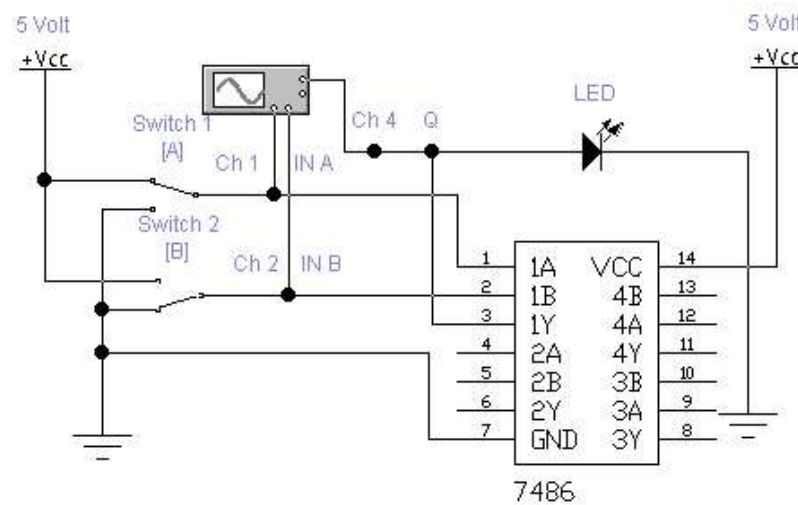 5 Volt
+Vcc
5 Volt
+Vcc
LED
Switch 1
[A]
Ch 4
Q
Ch 1
IN A
Switch 2
[B]
Ch 2
IN B
1 1A VCC 14
2 1B 4B 13
3 1Y 4A 12
4 2A 4Y 11
5 2B 3B 10
6 2Y 3A 9
7 GND 3Y 8
7486